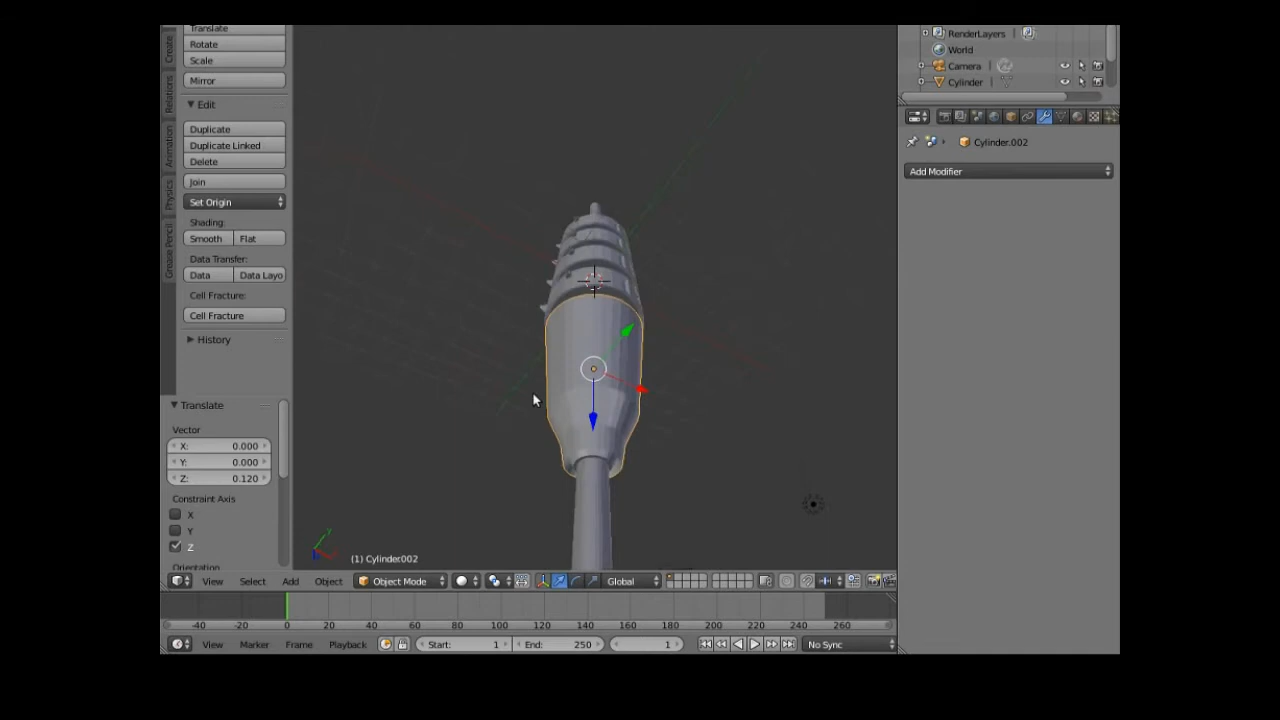 Translate
Rotate
Scale
Mirror
Edit
Duplicate
Duplicate Linked
Delete
Join
Set Origin
Shading:
Smooth Flat
Data Transfer:
Data Data Layo
Cell Fracture:
Cell Fracture
History
Create
Relations
Animation
Physics
Grease Pencil
Translate
Vector
X: 0.000
Y: 0.000
Z: 0.120
Constraint Axis
X
Y
Z
Orientation
(1) Cylinder.002
View Select Add Object Object Mode Global
-40 -20 0 20 40 60 80 100 120 140 160 180 200 220 240 260
View Marker Frame Playback Start: 1 End: 250 1 No Sync
RenderLayers
World
Camera
Cylinder
Cylinder.002
Add Modifier